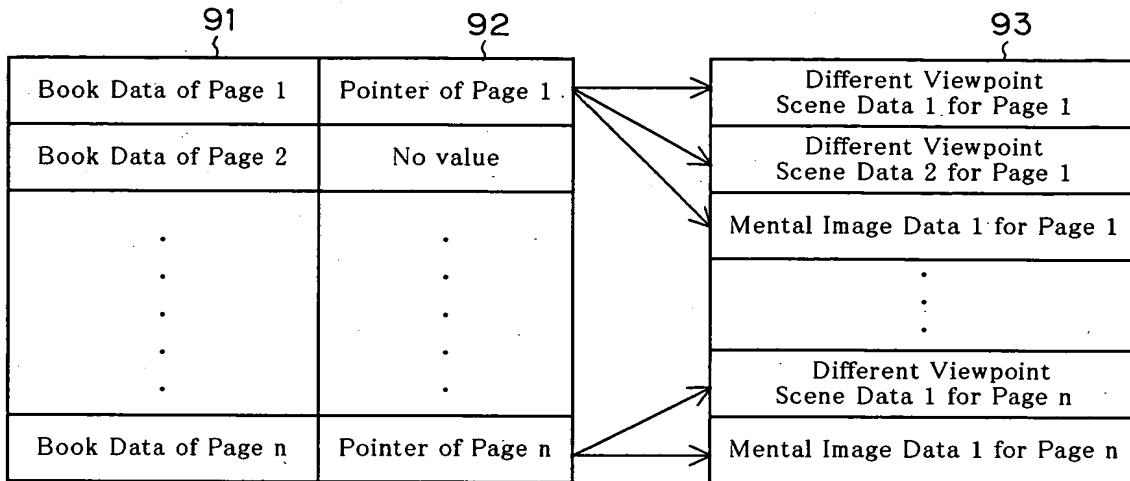 91 92 93
Book Data of Page 1 Pointer of Page 1 Different Viewpoint
Scene Data 1 for Page 1
Book Data of Page 2 No value Different Viewpoint
Scene Data 2 for Page 1
Mental Image Data 1 for Page 1
Different Viewpoint
Scene Data 1 for Page n
Book Data of Page n Pointer of Page n Mental Image Data 1 for Page n